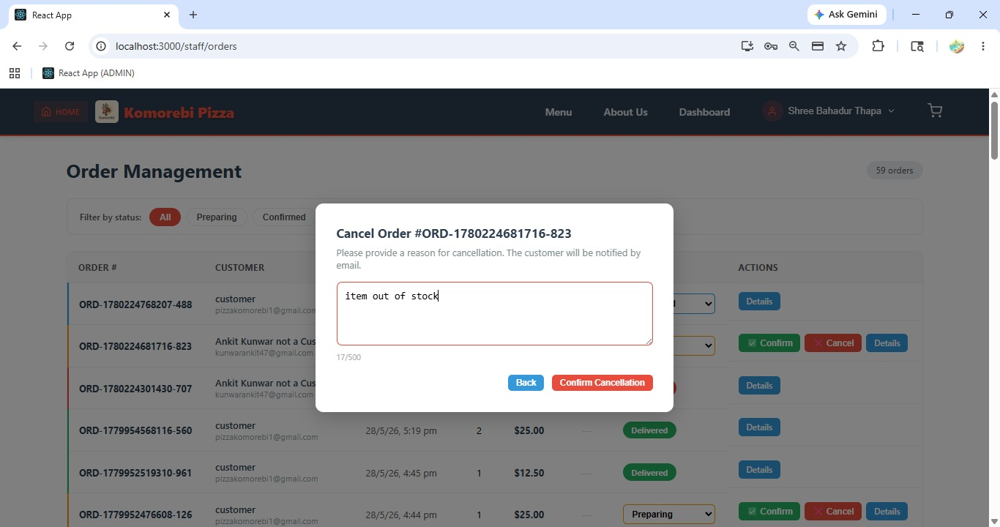 React App
Ask Gemini
localhost:3000/staff/orders
React App (ADMIN)
HOME
Komorebi Pizza
Menu
About Us
Dashboard
Shree Bahadur Thapa
Order Management
59 orders
Filter by status:
All
Preparing
Confirmed
Cancel Order #ORD-1780224681716-823
Please provide a reason for cancellation. The customer will be notified by
email.
item out of stock
17/500
Back
Confirm Cancellation
ORDER #
CUSTOMER
ACTIONS
ORD-1780224768207-488
customer
pizzakomorebi1@gmail.com
Details
ORD-1780224681716-823
Ankit Kunwar not a Cus
kunwarankit47@gmail.com
Confirm
Cancel
Details
ORD-1780224301430-707
Ankit Kunwar not a Cus
kunwarankit47@gmail.com
Details
ORD-1779954568116-560
customer
pizzakomorebi1@gmail.com
28/5/26, 5:19 pm
2
$25.00
—
Delivered
Details
ORD-1779952519310-961
customer
pizzakomorebi1@gmail.com
28/5/26, 4:45 pm
1
$12.50
—
Delivered
Details
ORD-1779952476608-126
customer
pizzakomorebi1@gmail.com
28/5/26, 4:44 pm
1
$25.00
—
Preparing
Confirm
Cancel
Details